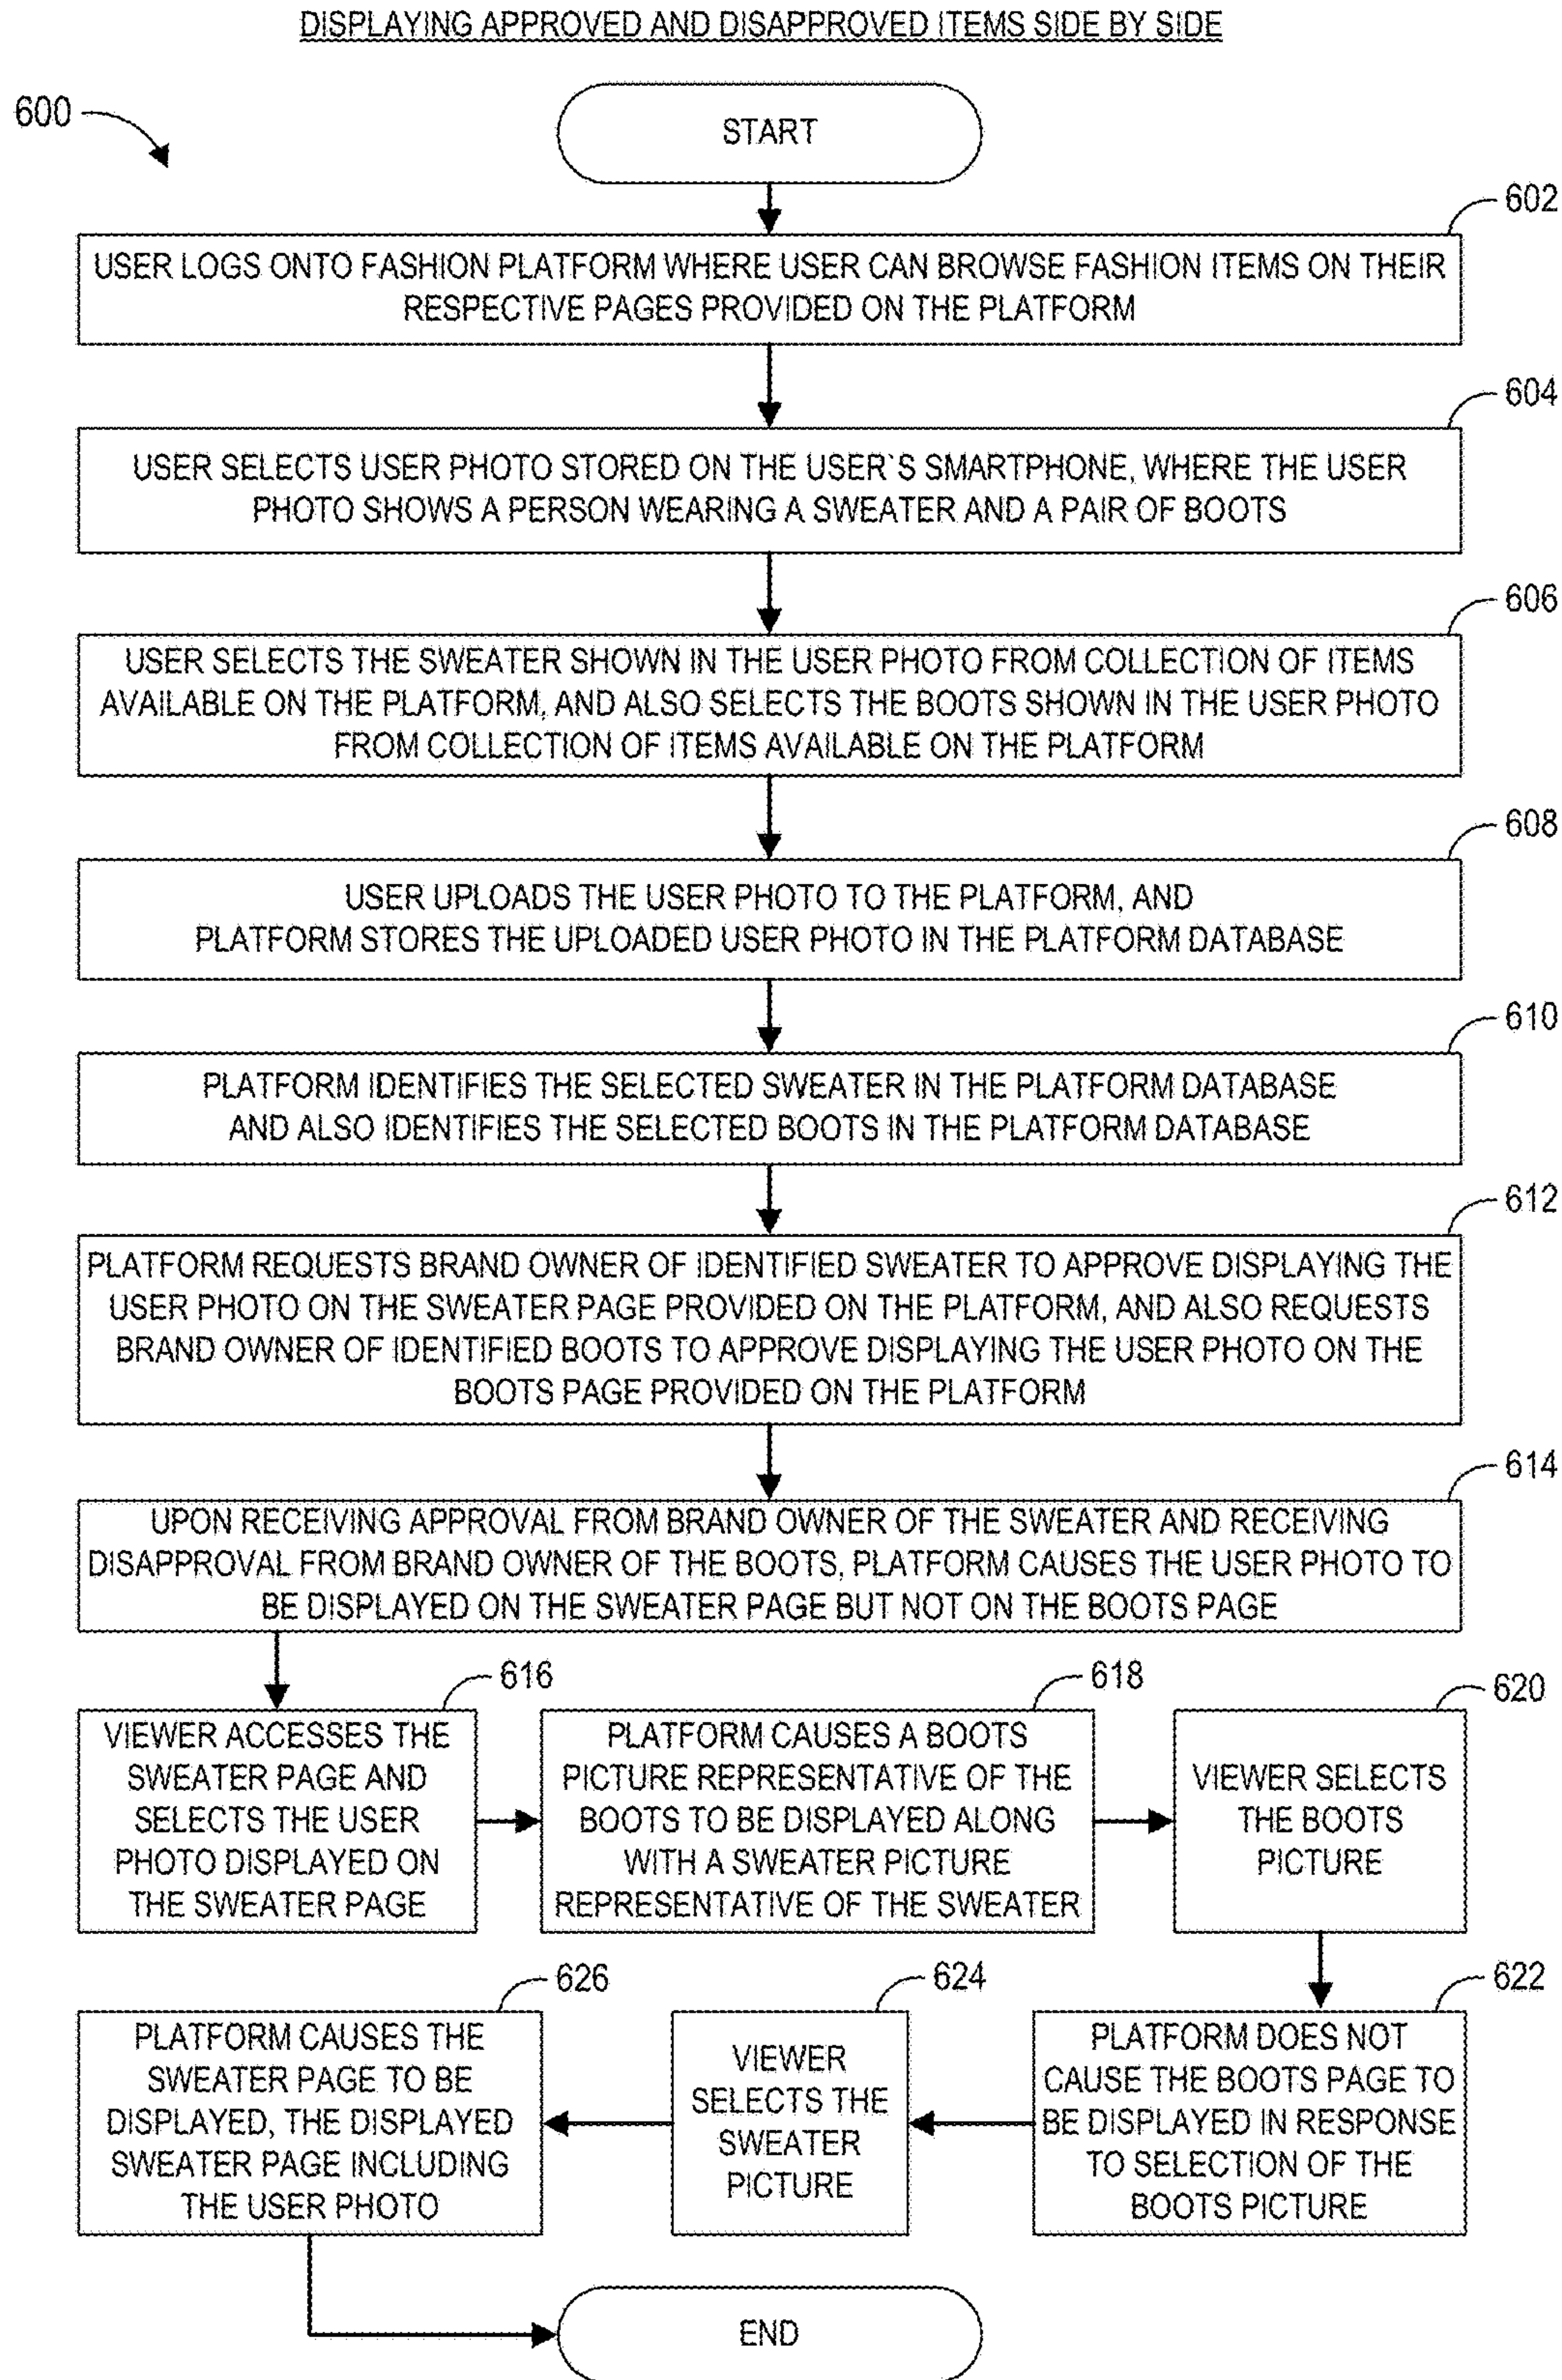 DISPLAYING APPROVED AND DISAPPROVED ITEMS SIDE BY SIDE
600
START
602
USER LOGS ONTO FASHION PLATFORM WHERE USER CAN BROWSE FASHION ITEMS ON THEIR
RESPECTIVE PAGES PROVIDED ON THE PLATFORM
604
USER SELECTS USER PHOTO STORED ON THE USER`S SMARTPHONE, WHERE THE USER
PHOTO SHOWS A PERSON WEARING A SWEATER AND A PAIR OF BOOTS
606
USER SELECTS THE SWEATER SHOWN IN THE USER PHOTO FROM COLLECTION OF ITEMS
AVAILABLE ON THE PLATFORM, AND ALSO SELECTS THE BOOTS SHOWN IN THE USER PHOTO
FROM COLLECTION OF ITEMS AVAILABLE ON THE PLATFORM
608
USER UPLOADS THE USER PHOTO TO THE PLATFORM, AND
PLATFORM STORES THE UPLOADED USER PHOTO IN THE PLATFORM DATABASE
610
PLATFORM IDENTIFIES THE SELECTED SWEATER IN THE PLATFORM DATABASE
AND ALSO IDENTIFIES THE SELECTED BOOTS IN THE PLATFORM DATABASE
612
PLATFORM REQUESTS BRAND OWNER OF IDENTIFIED SWEATER TO APPROVE DISPLAYING THE
USER PHOTO ON THE SWEATER PAGE PROVIDED ON THE PLATFORM, AND ALSO REQUESTS
BRAND OWNER OF IDENTIFIED BOOTS TO APPROVE DISPLAYING THE USER PHOTO ON THE
BOOTS PAGE PROVIDED ON THE PLATFORM
614
UPON RECEIVING APPROVAL FROM BRAND OWNER OF THE SWEATER AND RECEIVING
DISAPPROVAL FROM BRAND OWNER OF THE BOOTS, PLATFORM CAUSES THE USER PHOTO TO
BE DISPLAYED ON THE SWEATER PAGE BUT NOT ON THE BOOTS PAGE
616
VIEWER ACCESSES THE
SWEATER PAGE AND
SELECTS THE USER
PHOTO DISPLAYED ON
THE SWEATER PAGE
618
PLATFORM CAUSES A BOOTS
PICTURE REPRESENTATIVE OF THE
BOOTS TO BE DISPLAYED ALONG
WITH A SWEATER PICTURE
REPRESENTATIVE OF THE SWEATER
620
VIEWER SELECTS
THE BOOTS
PICTURE
622
PLATFORM DOES NOT
CAUSE THE BOOTS PAGE TO
BE DISPLAYED IN RESPONSE
TO SELECTION OF THE
BOOTS PICTURE
624
VIEWER
SELECTS THE
SWEATER
PICTURE
626
PLATFORM CAUSES THE
SWEATER PAGE TO BE
DISPLAYED, THE DISPLAYED
SWEATER PAGE INCLUDING
THE USER PHOTO
END